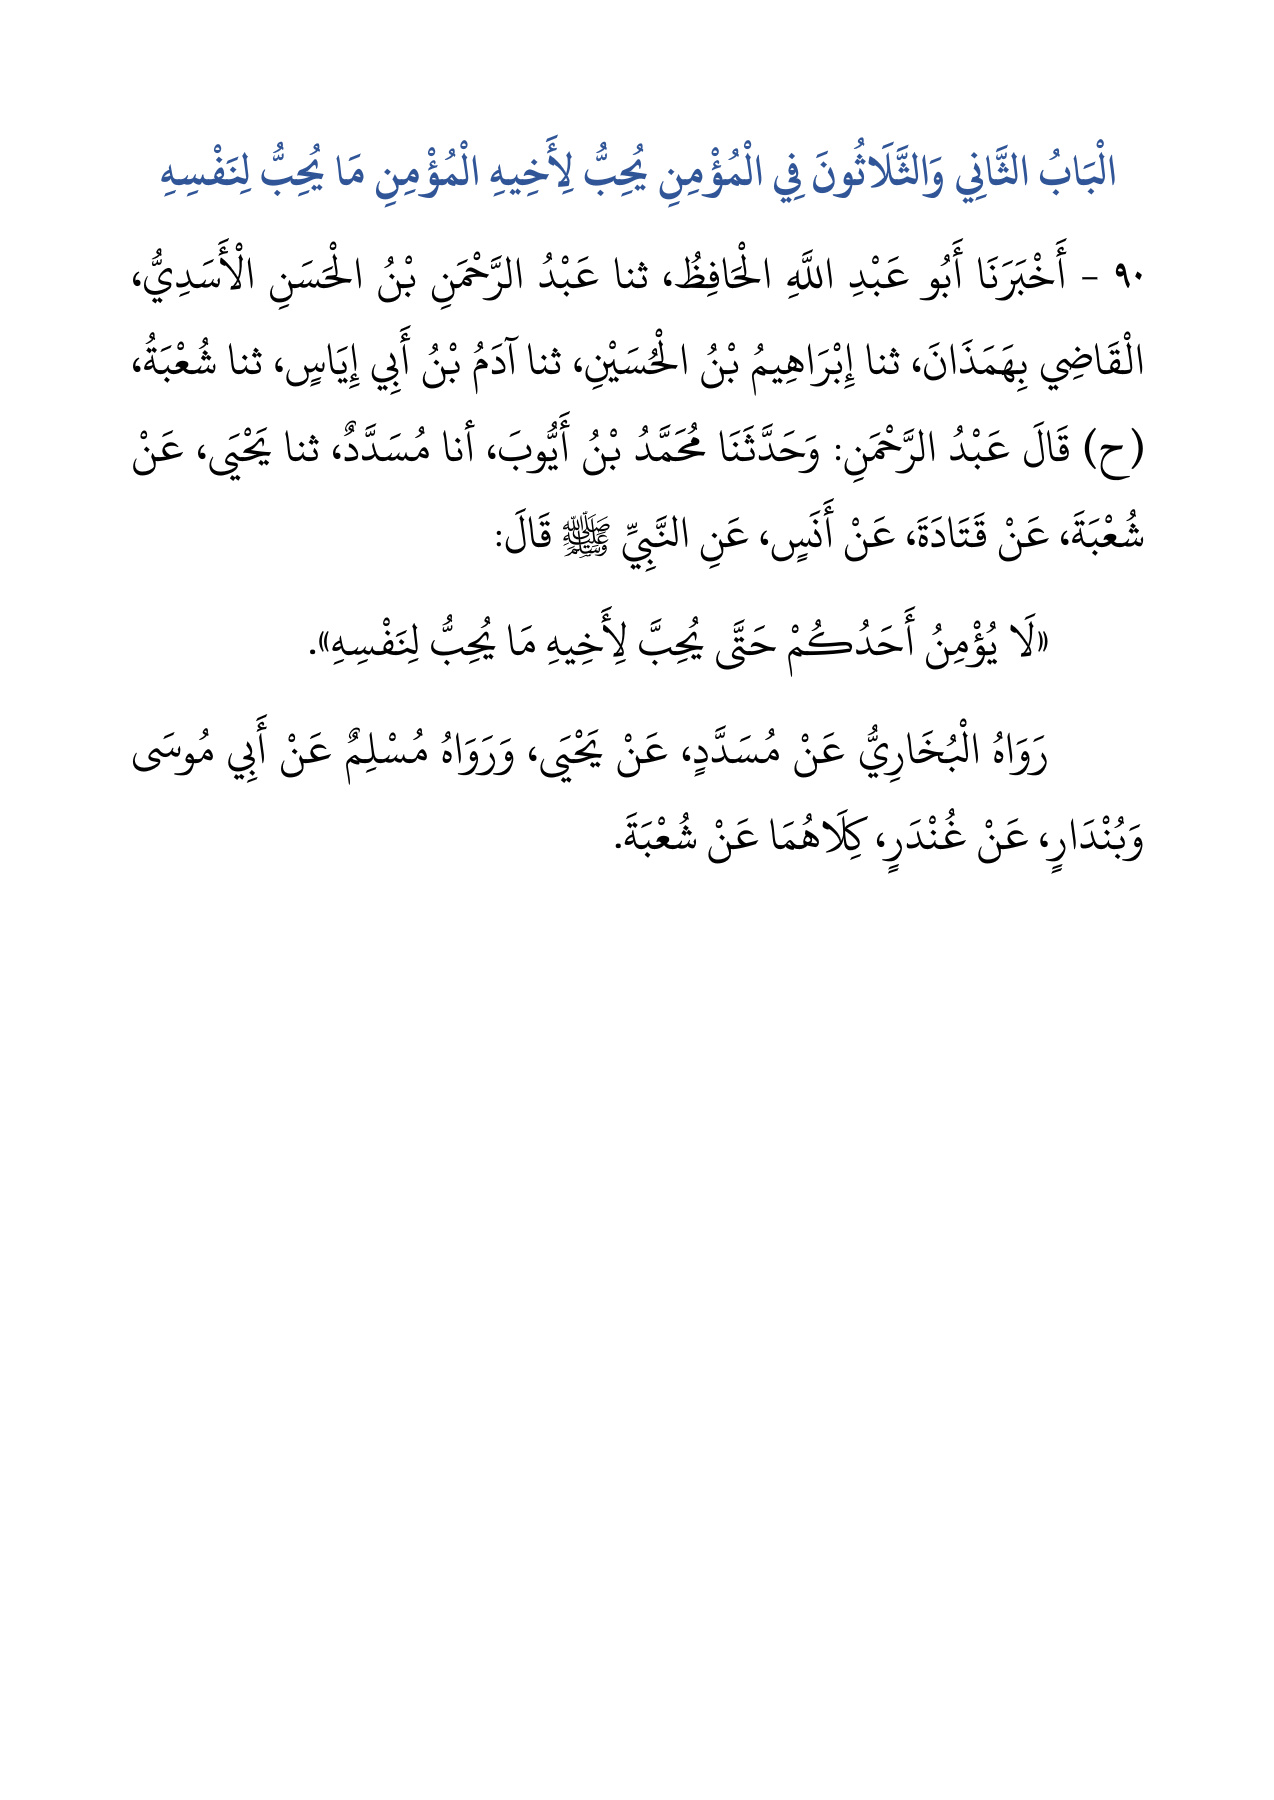 الْبَابُ الثَّانِي وَالثَّلَاثُونَ فِي الْمُؤْمِنِ يُحِبُّ لِأَخِيهِ الْمُؤْمِنِ مَا يُحِبُّ لِنَفْسِهِ
٩٠ - أَخْبَرَنَا أَبُو عَبْدِ اللَّهِ الْحَافِظُ، ثنا عَبْدُ الرَّحْمَنِ بْنُ الْحَسَنِ الْأَسَدِيُّ،
الْقَاضِي بِهَمَذَانَ، ثنا إِبْرَاهِيمُ بْنُ الْحُسَيْنِ، ثنا آدَمُ بْنُ أَبِي إِيَاسٍ، ثنا شُعْبَةُ،
(ح) قَالَ عَبْدُ الرَّحْمَنِ: وَحَدَّثَنَا مُحَمَّدُ بْنُ أَيُّوبَ، أنا مُسَدَّدٌ، ثنا يَحْيَى، عَنْ
شُعْبَةَ، عَنْ قَتَادَةَ، عَنْ أَنَسٍ، عَنِ النَّبِيِّ ﷺ قَالَ:
«لَا يُؤْمِنُ أَحَدُكُمْ حَتَّى يُحِبَّ لِأَخِيهِ مَا يُحِبُّ لِنَفْسِهِ».
رَوَاهُ الْبُخَارِيُّ عَنْ مُسَدَّدٍ، عَنْ يَحْيَى، وَرَوَاهُ مُسْلِمٌ عَنْ أَبِي مُوسَى
وَبُنْدَارٍ، عَنْ غُنْدَرٍ، كِلَاهُمَا عَنْ شُعْبَةَ.